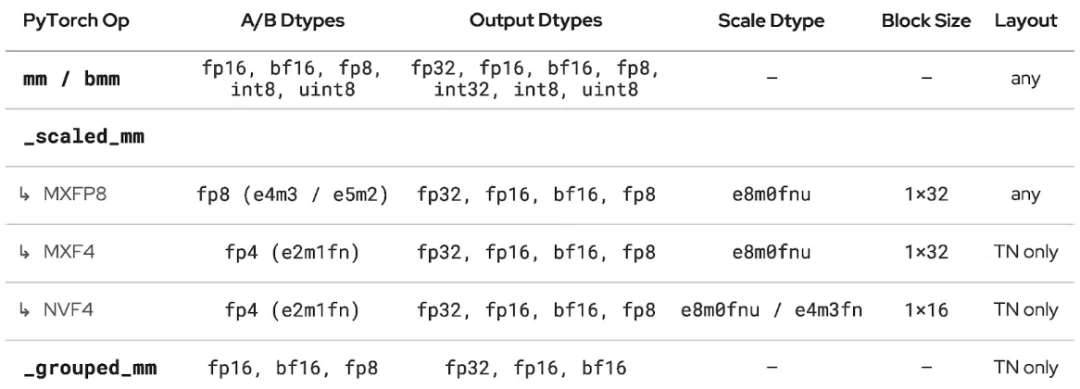 PyTorch Op A/B Dtypes Output Dtypes Scale Dtype Block Size Layout
mm / bmm fp16, bf16, fp8, int8, uint8 fp32, fp16, bf16, fp8, int32, int8, uint8 – – any
_scaled_mm
↳ MXFP8 fp8 (e4m3 / e5m2) fp32, fp16, bf16, fp8 e8m0fnu 1×32 any
↳ MXF4 fp4 (e2m1fn) fp32, fp16, bf16, fp8 e8m0fnu 1×32 TN only
↳ NVF4 fp4 (e2m1fn) fp32, fp16, bf16, fp8 e8m0fnu / e4m3fn 1×16 TN only
_grouped_mm fp16, bf16, fp8 fp32, fp16, bf16 – – TN only